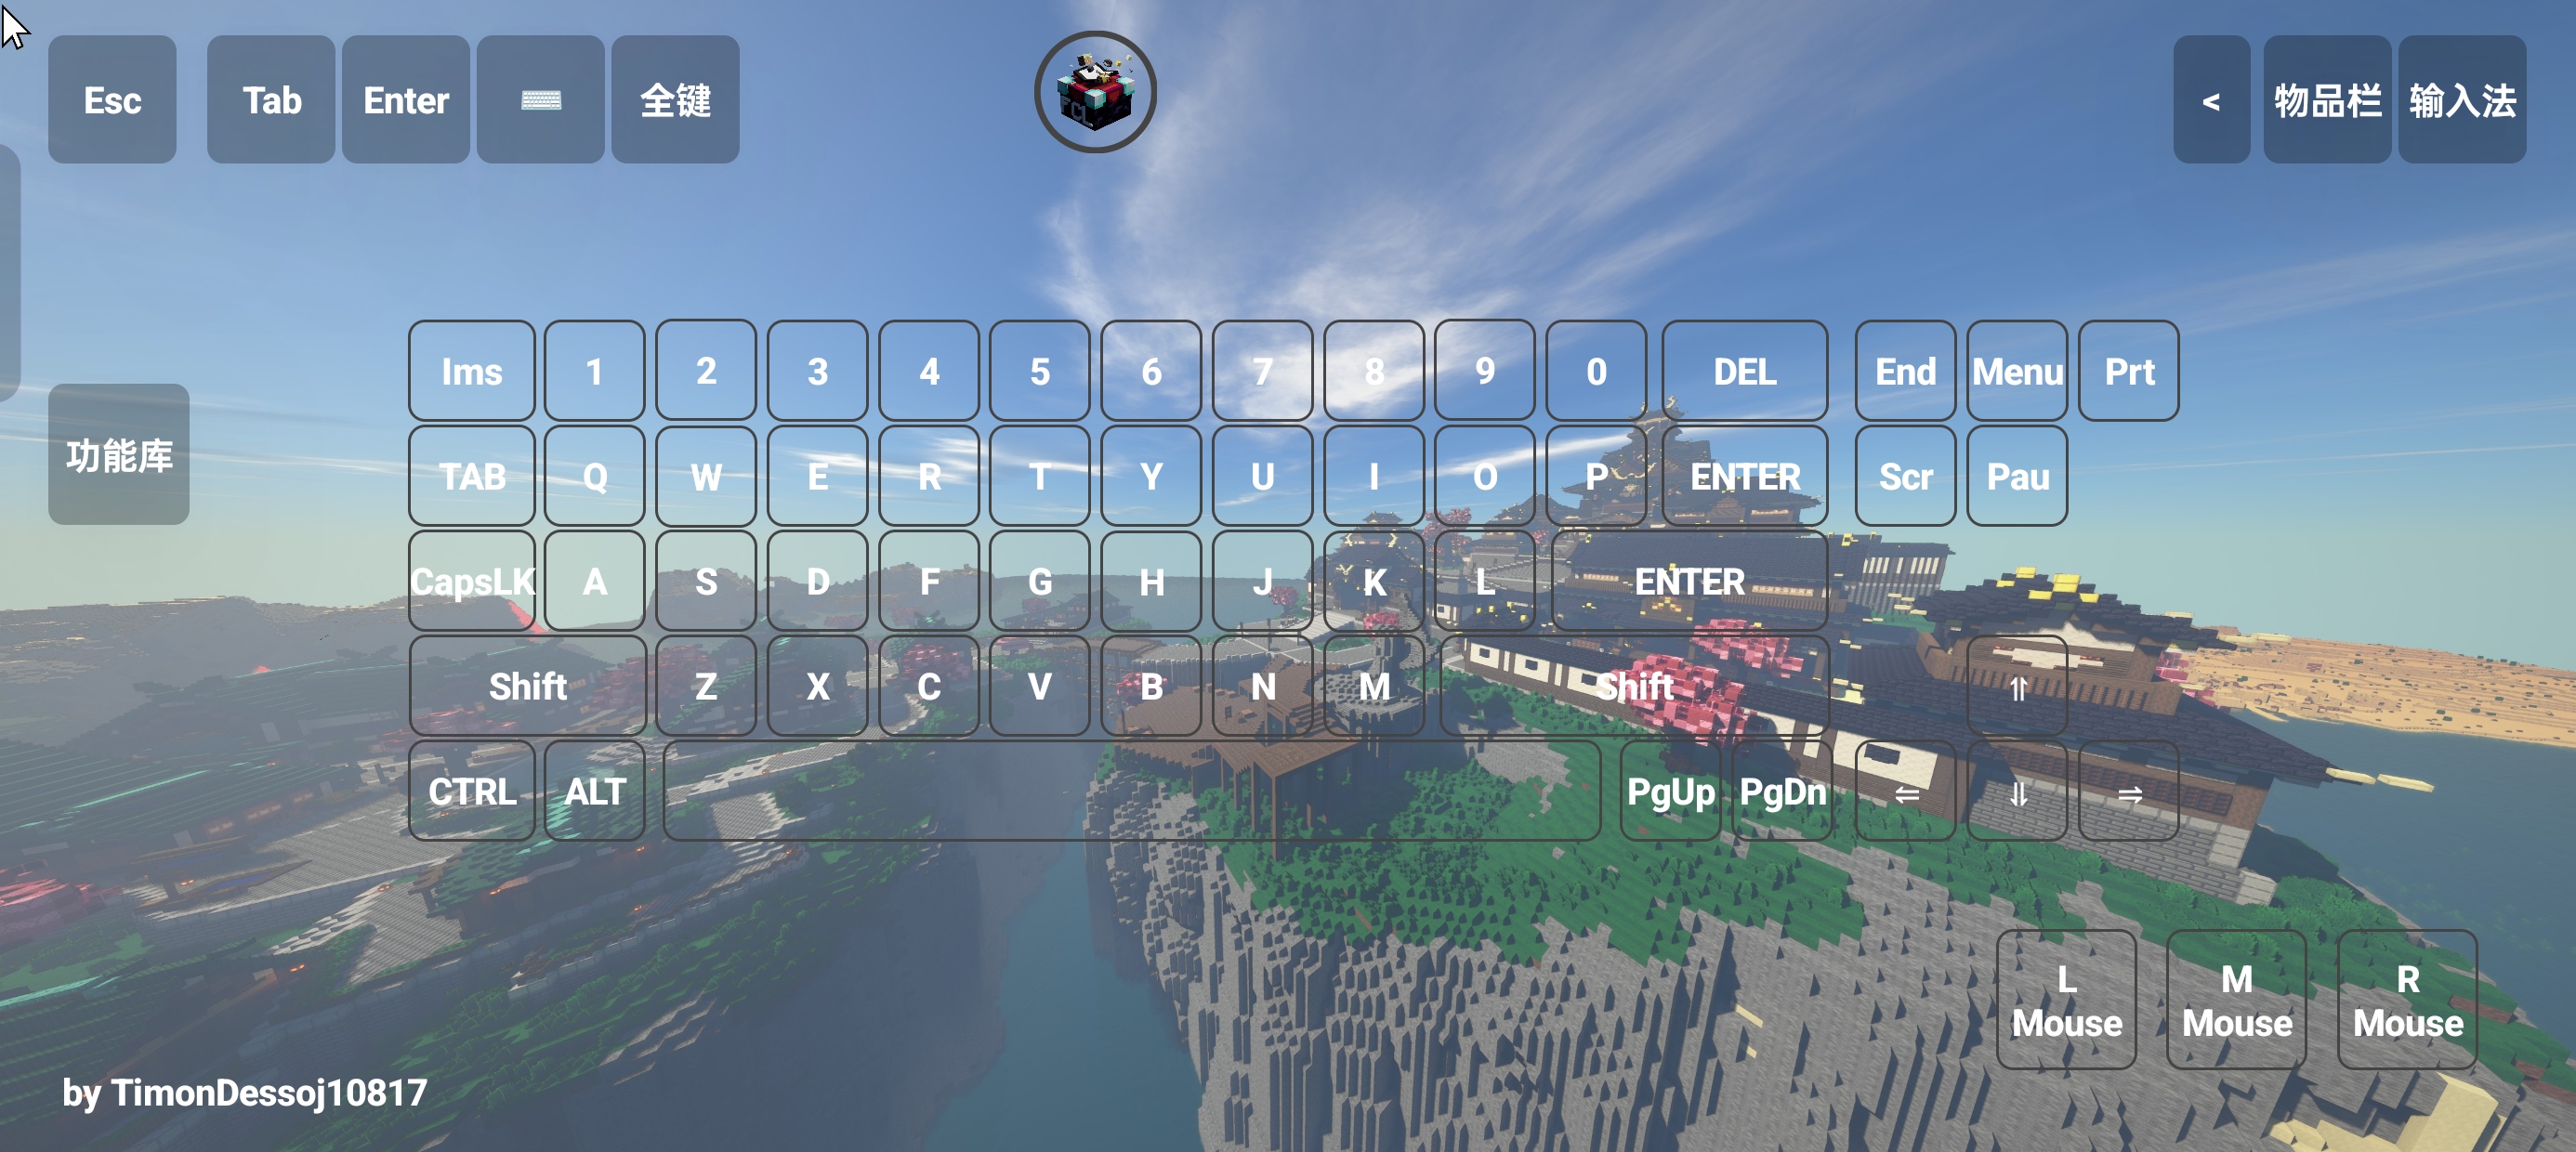 Esc Tab Enter 全键 < 物品栏 输入法
FCL
Ims 1 2 3 4 5 6 7 8 9 0 DEL End Menu Prt
功能库
TAB Q W E R T Y U I O P ENTER Scr Pau
CapsLK A S D F G H J K L ENTER
Shift Z X C V B N M Shift ⥣
CTRL ALT PgUp PgDn ⥢ ⥥ ⥤
L Mouse
M Mouse
R Mouse
by TimonDessoj10817